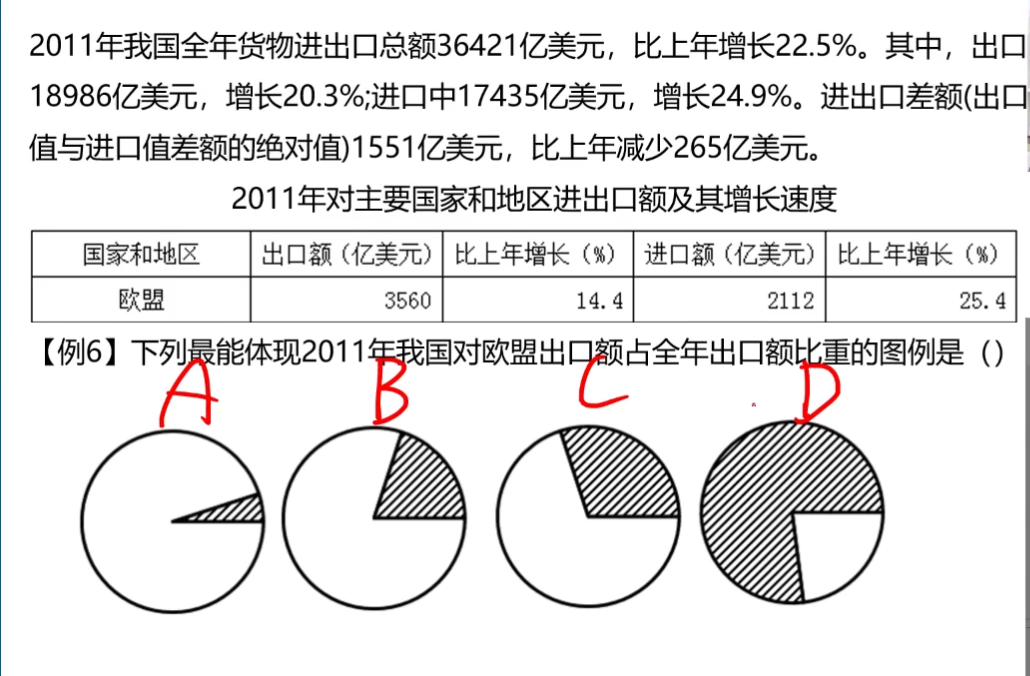 2011年我国全年货物进出口总额36421亿美元，比上年增长22.5%。其中，出口
18986亿美元，增长20.3%;进口中17435亿美元，增长24.9%。进出口差额(出口
值与进口值差额的绝对值)1551亿美元，比上年减少265亿美元。
2011年对主要国家和地区进出口额及其增长速度
国家和地区 出口额（亿美元） 比上年增长（%） 进口额（亿美元） 比上年增长（%）
欧盟 3560 14.4 2112 25.4
【例6】下列最能体现2011年我国对欧盟出口额占全年出口额比重的图例是（）
A B C D